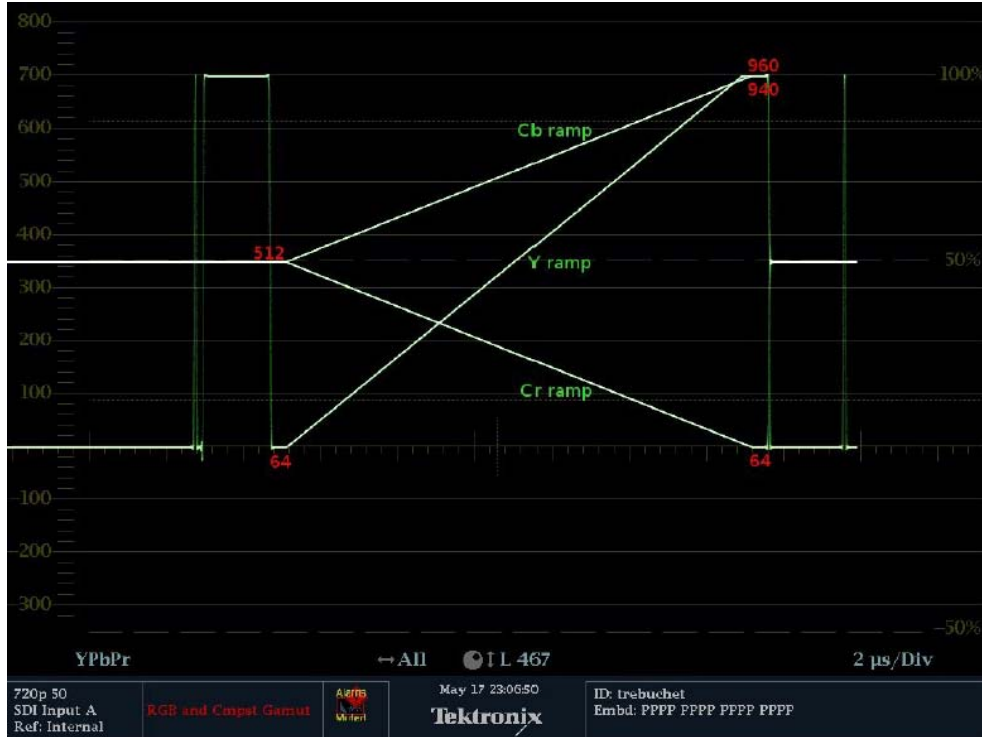 800
700
960
100%
940
600
Cb ramp
500
400
512
Y ramp
50%
300
200
100
Cr ramp
64
64
-100
-200
300
-50%
YPbPr
All
L 467
2 µs/Div
720p 50
SDI Input A
Ref: Internal
RGB and Cmpst Gamut
Alarms
Muted
May 17 23:06:50
Tektronix
ID: trebuchet
Embd: PPPP PPPP PPPP PPPP